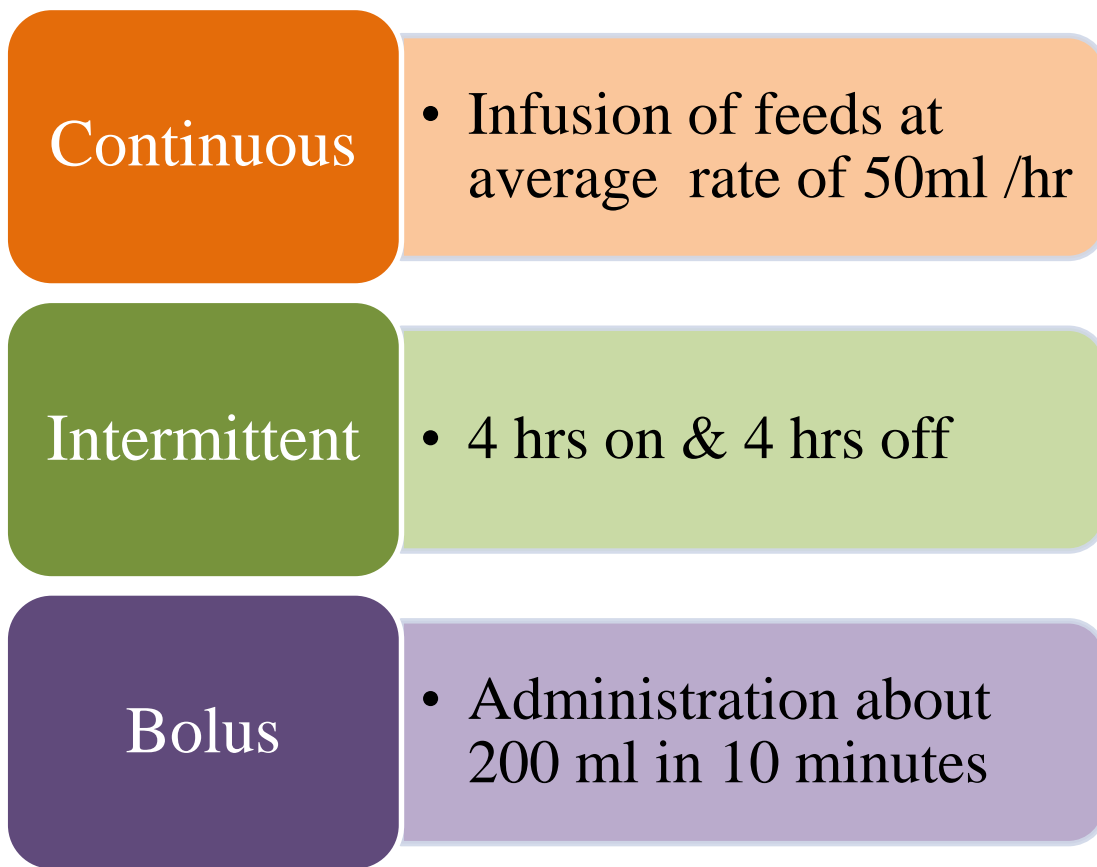 Continuous
• Infusion of feeds at
average  rate of 50ml /hr
Intermittent
• 4 hrs on & 4 hrs off
Bolus
• Administration about
200 ml in 10 minutes